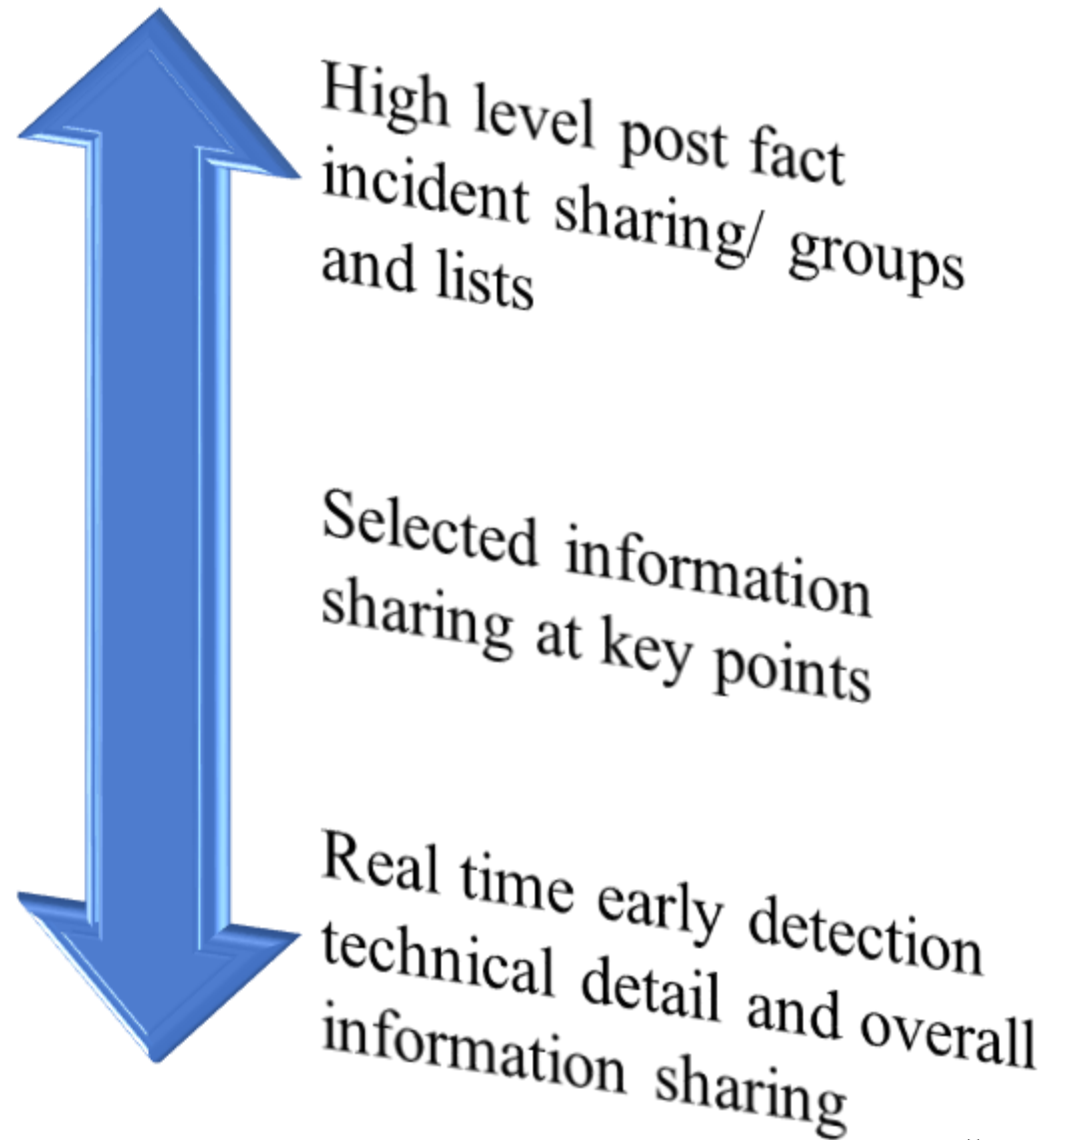 High level post fact
incident sharing/ groups
and lists
Selected information
sharing at key points
Real time early detection
technical detail and overall
information sharing